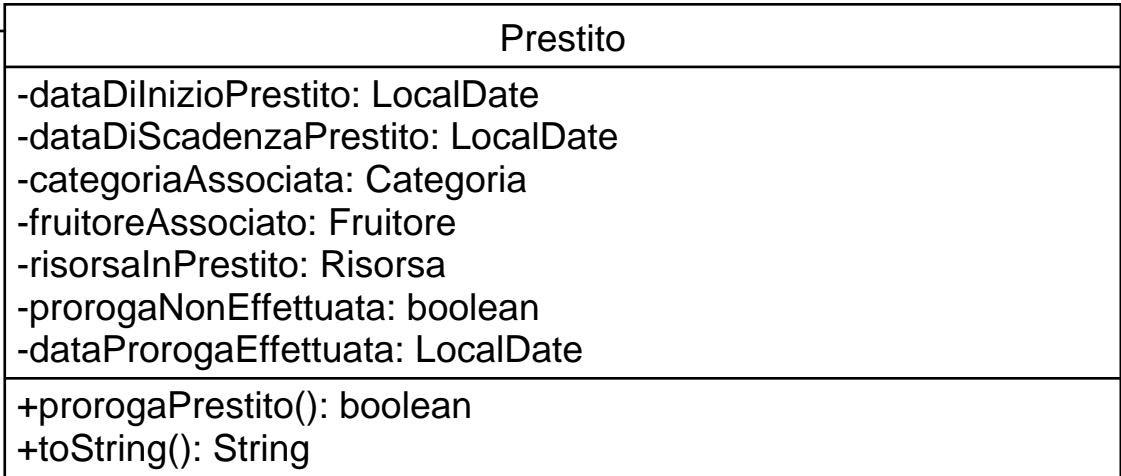 Prestito
-dataDiInizioPrestito: LocalDate
-dataDiScadenzaPrestito: LocalDate
-categoriaAssociata: Categoria
-fruitoreAssociato: Fruitore
-risorsaInPrestito: Risorsa
-prorogaNonEffettuata: boolean
-dataProrogaEffettuata: LocalDate
+prorogaPrestito(): boolean
+toString(): String